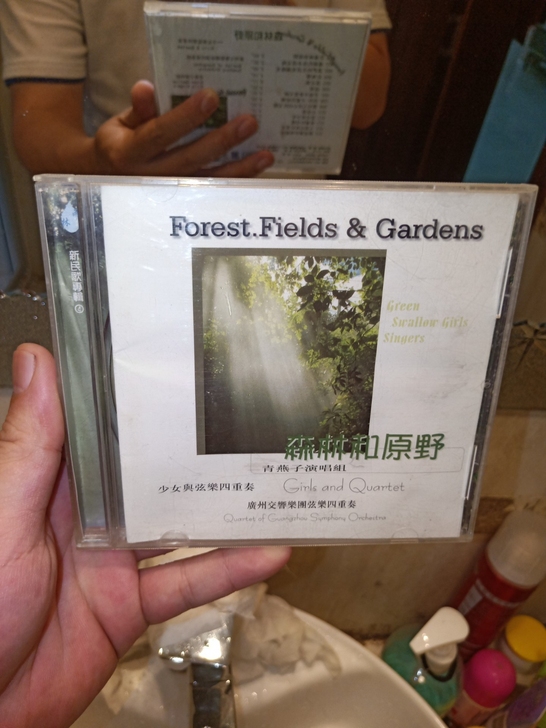 Forest.Fields & Gardens
新民歌專輯②
Green
Swallow Girls
Singers
森林和原野
青燕子演唱組
少女與弦樂四重奏
Girls and Quartet
廣州交響樂團弦樂四重奏
Quartet of Guangzhou Symphony Orchestra